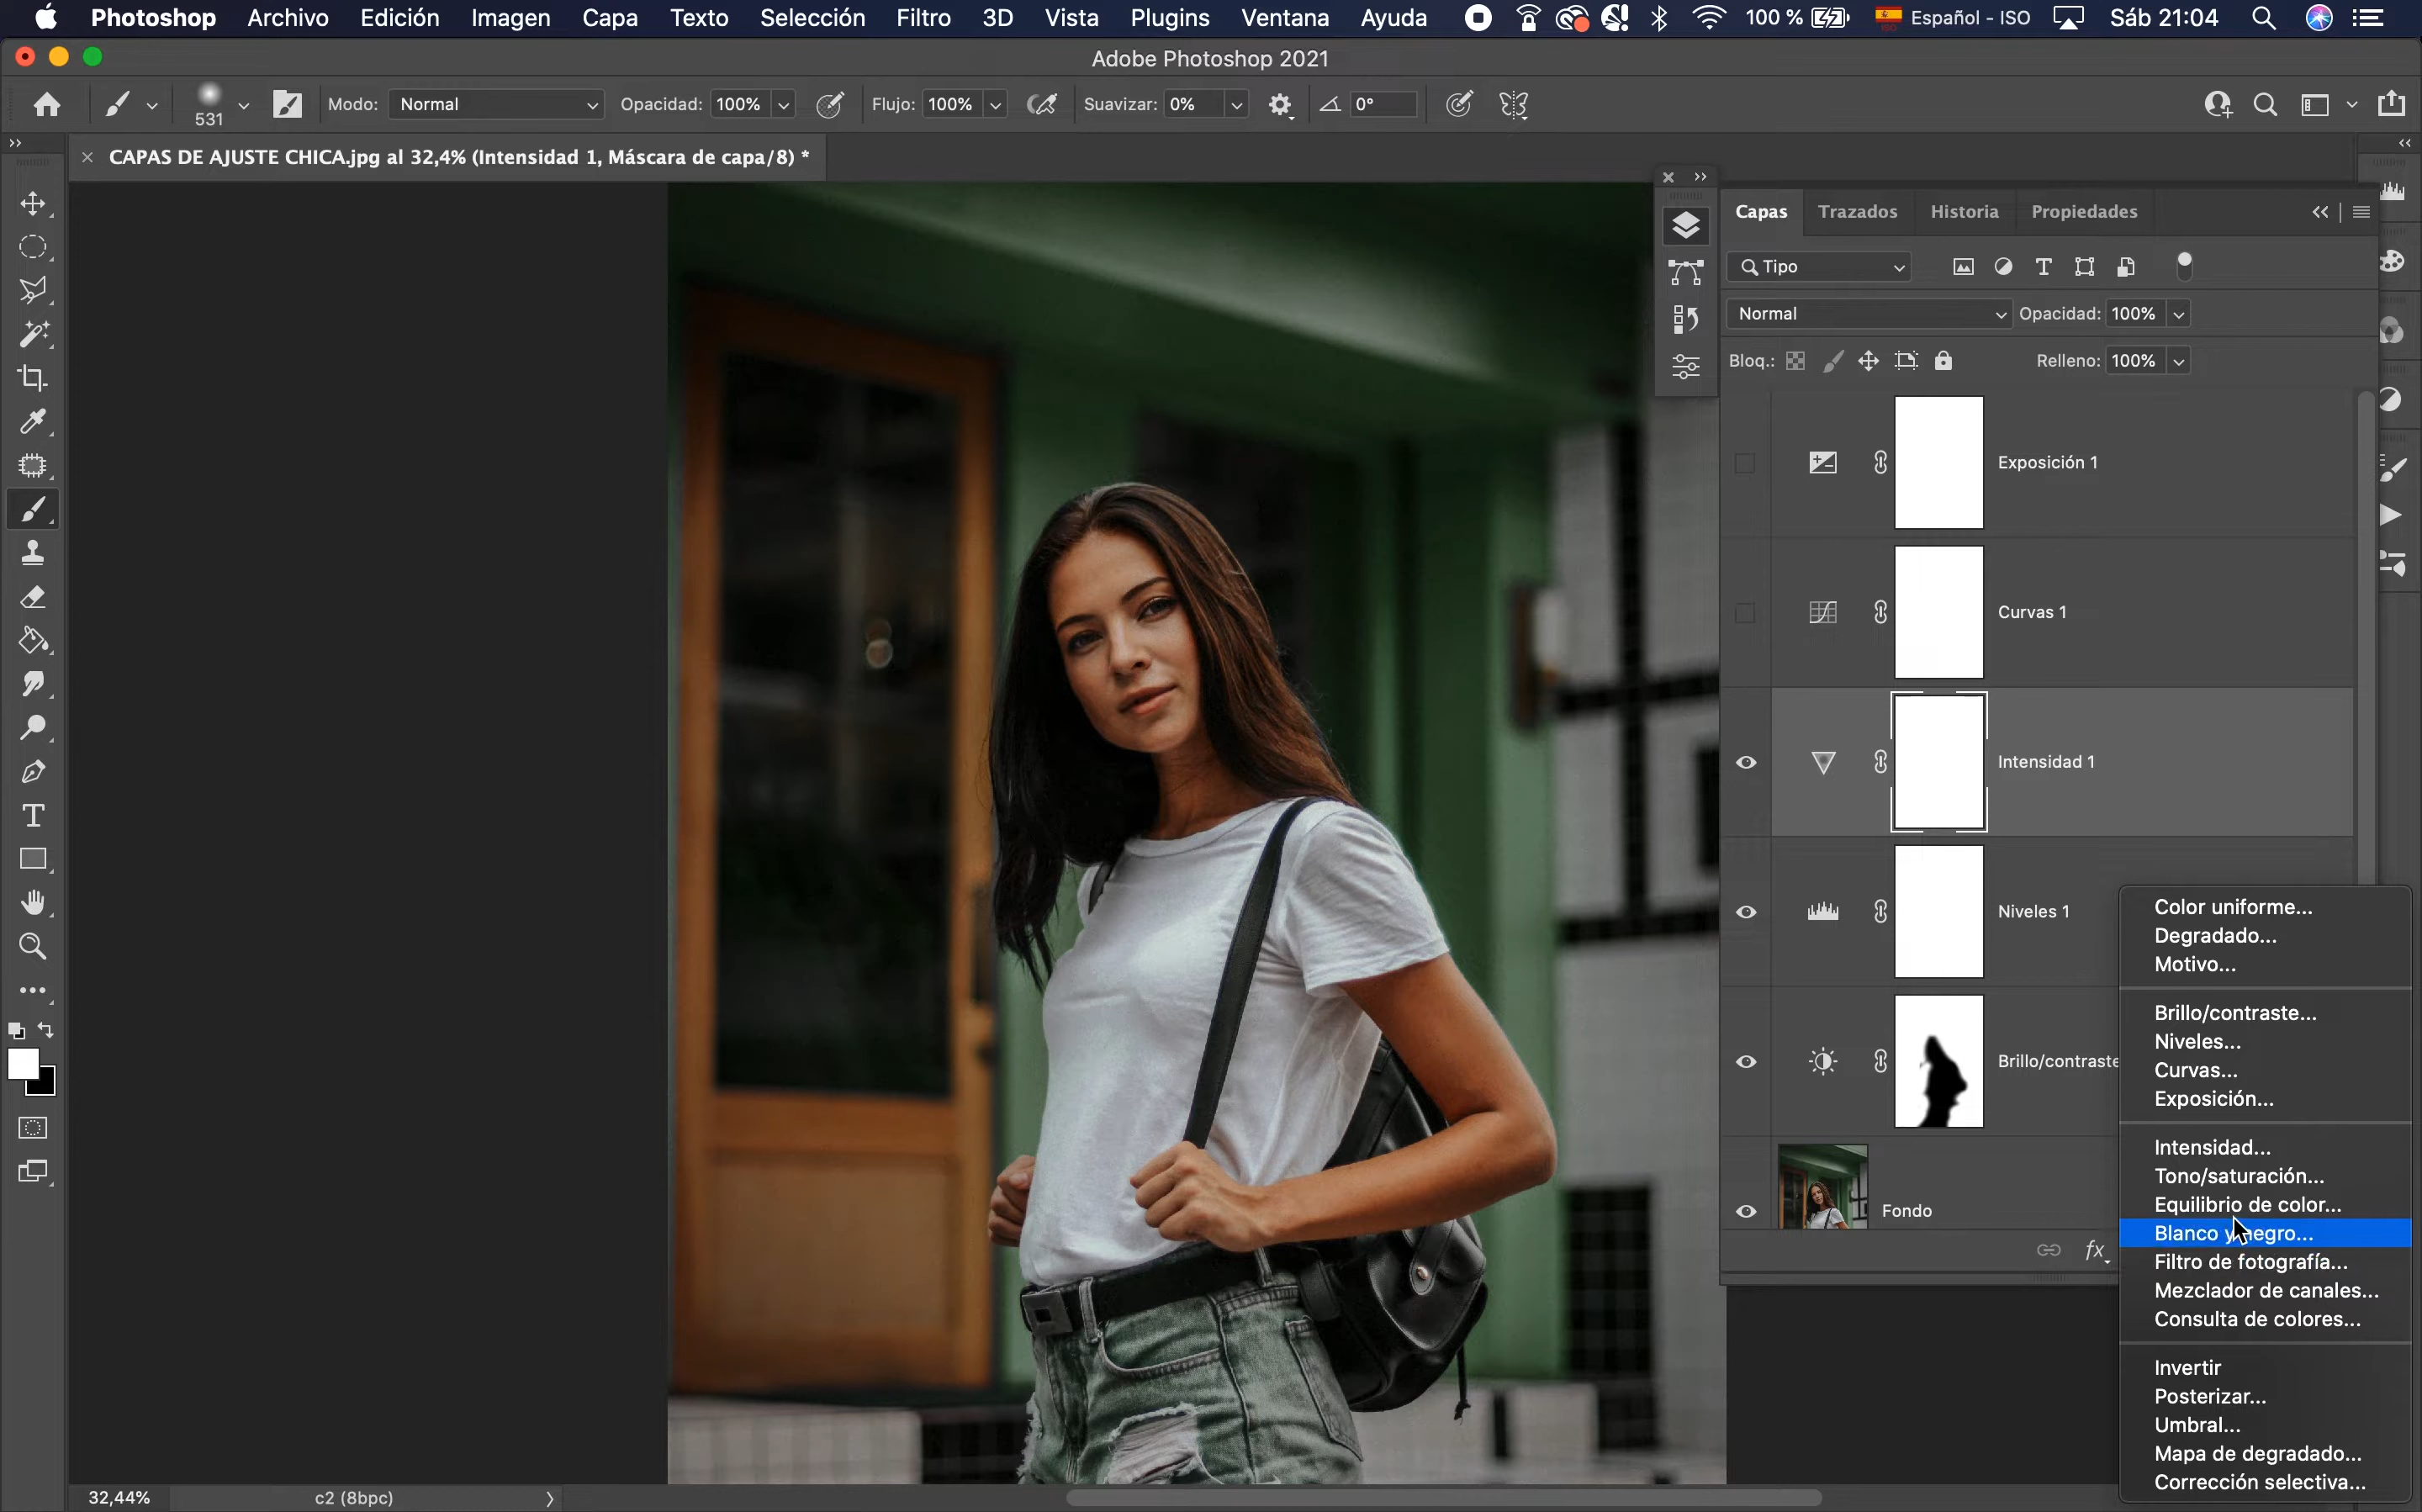 Photoshop Archivo Edición Imagen Capa Texto Selección Filtro 3D Vista Plugins Ventana Ayuda 100 % Español - ISO Sáb 21:04
Adobe Photoshop 2021
531 Modo: Normal Opacidad: 100% Flujo: 100% Suavizar: 0% 0°
CAPAS DE AJUSTE CHICA.jpg al 32,4% (Intensidad 1, Máscara de capa/8) *
Capas Trazados Historia Propiedades
Tipo
Normal Opacidad: 100%
Bloq.: Relleno: 100%
Exposición 1
Curvas 1
Intensidad 1
Niveles 1
Brillo/contraste
Fondo
fx
Color uniforme...
Degradado...
Motivo...
Brillo/contraste...
Niveles...
Curvas...
Exposición...
Intensidad...
Tono/saturación...
Equilibrio de color...
Blanco y negro...
Filtro de fotografía...
Mezclador de canales...
Consulta de colores...
Invertir
Posterizar...
Umbral...
Mapa de degradado...
Corrección selectiva...
32,44% c2 (8bpc)